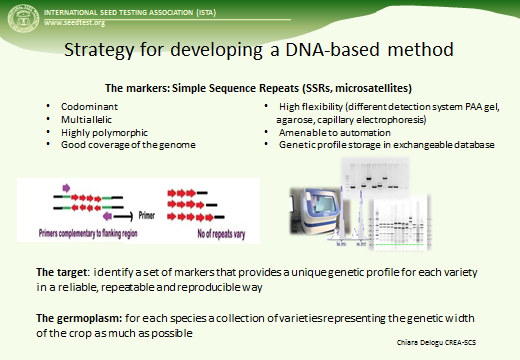 INTERNATIONAL SEED TESTING ASSOCIATION (ISTA)
www.seedtest.org
Strategy for developing a DNA-based method
The markers: Simple Sequence Repeats (SSRs, microsatellites)
• Codominant
• Multiallelic
• Highly polymorphic
• Good coverage of the genome
• High flexibility (different detection system PAA gel,
agarose, capillary electrophoresis)
• Amenable to automation
• Genetic profile storage in exchangeable database
Primer
Primers complementary to flanking region
No of repeats vary
The target: identify a set of markers that provides a unique genetic profile for each variety
in a reliable, repeatable and reproducible way
The germoplasm: for each species a collection of varieties representing the genetic width
of the crop as much as possible
Chiara Delogu CREA-SCS